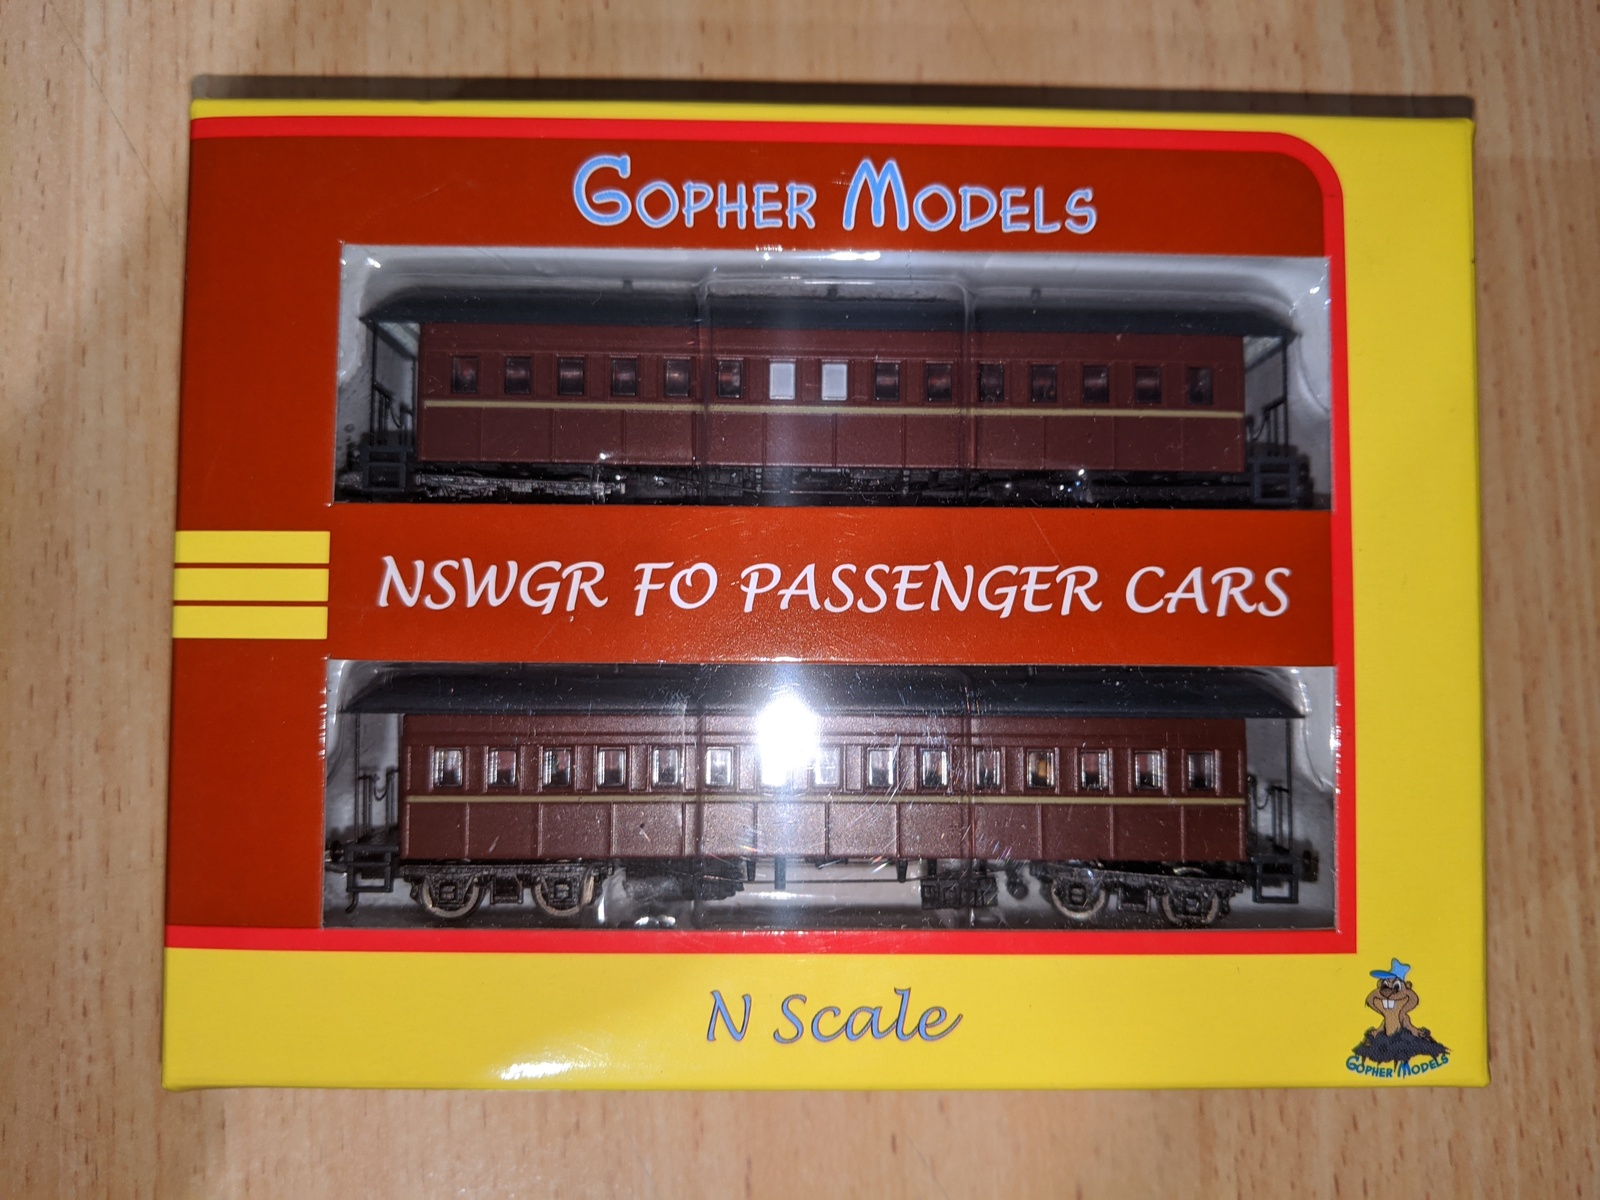 GOPHER MODELS
NSWGR FO PASSENGER CARS
N Scale
GOPHER MODELS